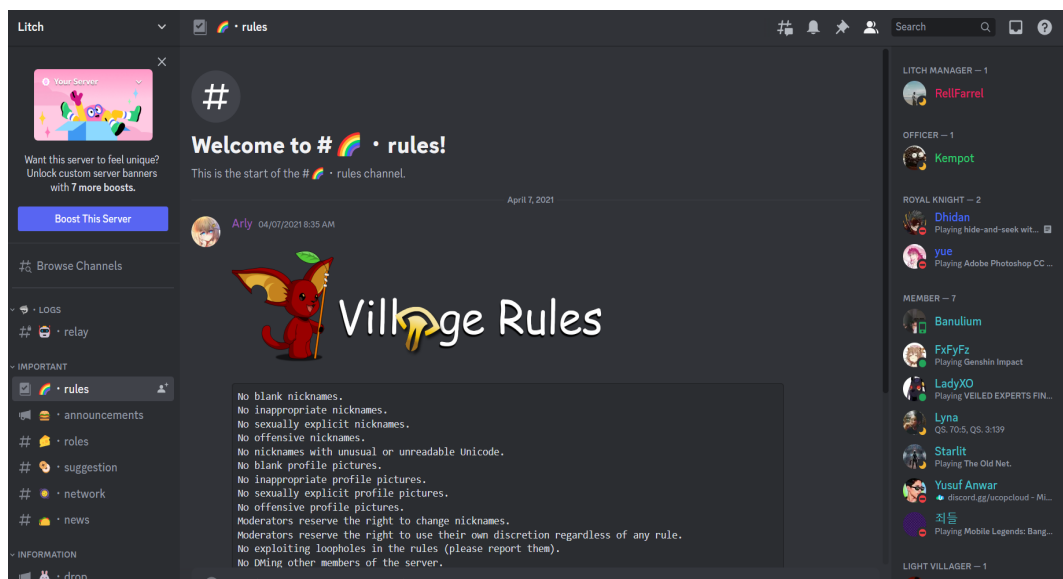 Litch
Your Server
Want this server to feel unique?
Unlock custom server banners
with 7 more boosts.
Boost This Server
Browse Channels
LOGS
relay
IMPORTANT
rules
announcements
roles
suggestion
network
news
INFORMATION
drop
🌈・rules
Search
#
Welcome to # 🌈・rules!
This is the start of the # 🌈・rules channel.
April 7, 2021
Arly 04/07/2021 8:35 AM
Village Rules
No blank nicknames.
No inappropriate nicknames.
No sexually explicit nicknames.
No offensive nicknames.
No nicknames with unusual or unreadable Unicode.
No blank profile pictures.
No inappropriate profile pictures.
No sexually explicit profile pictures.
No offensive profile pictures.
Moderators reserve the right to change nicknames.
Moderators reserve the right to use their own discretion regardless of any rule.
No exploiting loopholes in the rules (please report them).
No DMing other members of the server.
LITCH MANAGER — 1
RellFarrel
OFFICER — 1
Kempot
ROYAL KNIGHT — 2
Dhidan
Playing hide-and-seek wit...
yue
Playing Adobe Photoshop CC ...
MEMBER — 7
Banulium
FxFyFz
Playing Genshin Impact
LadyXO
Playing VEILED EXPERTS FIN...
Lyna
QS. 70:5, QS. 3:139
Starlit
Playing The Old Net.
Yusuf Anwar
discord.gg/ucopcloud - Mi...
죄들
Playing Mobile Legends: Bang...
LIGHT VILLAGER — 1